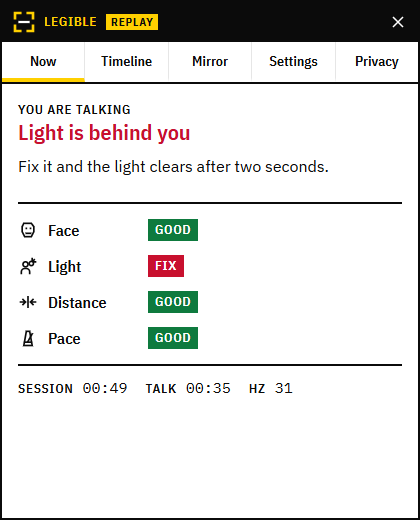 LEGIBLE REPLAY
Now Timeline Mirror Settings Privacy
YOU ARE TALKING
Light is behind you
Fix it and the light clears after two seconds.
Face GOOD
Light FIX
Distance GOOD
Pace GOOD
SESSION 00:49 TALK 00:35 HZ 31